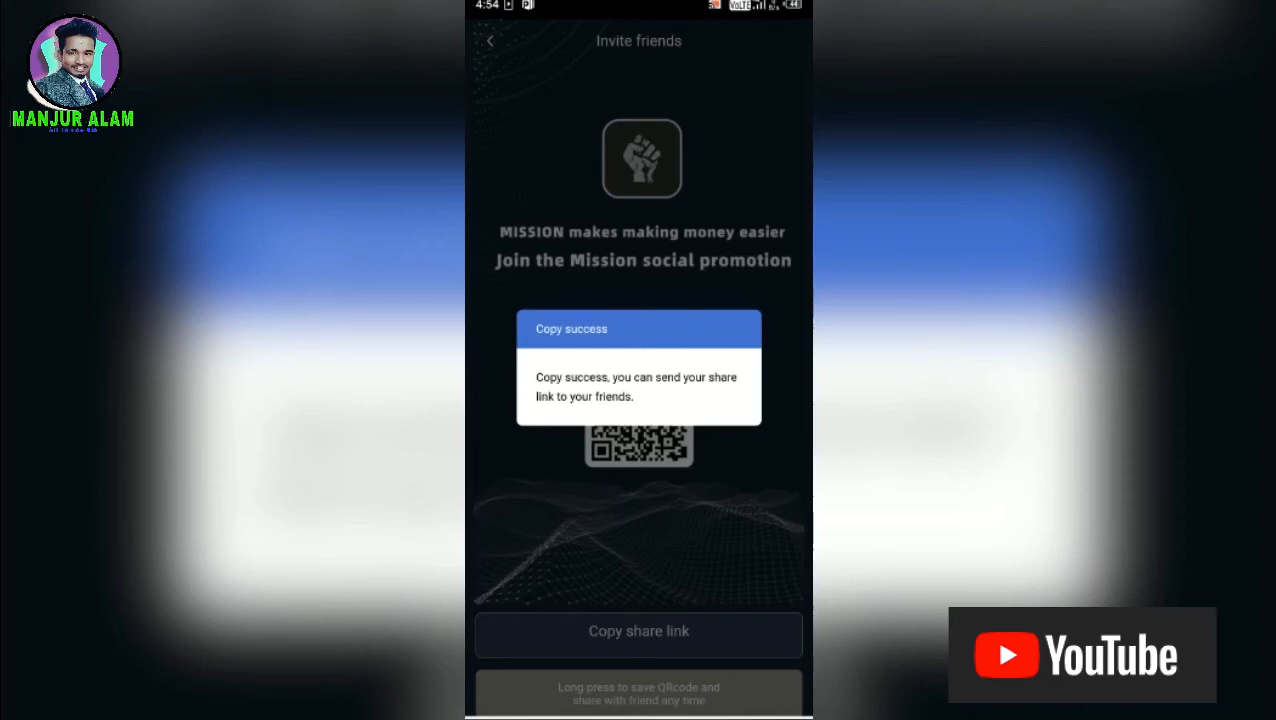 4:54
VoLTE
44
Invite friends
MANJUR ALAM
MISSION makes making money easier
Join the Mission social promotion
Copy success
Copy success, you can send your share
link to your friends.
Copy share link
YouTube
Long press to save QRcode and
share with friend any time